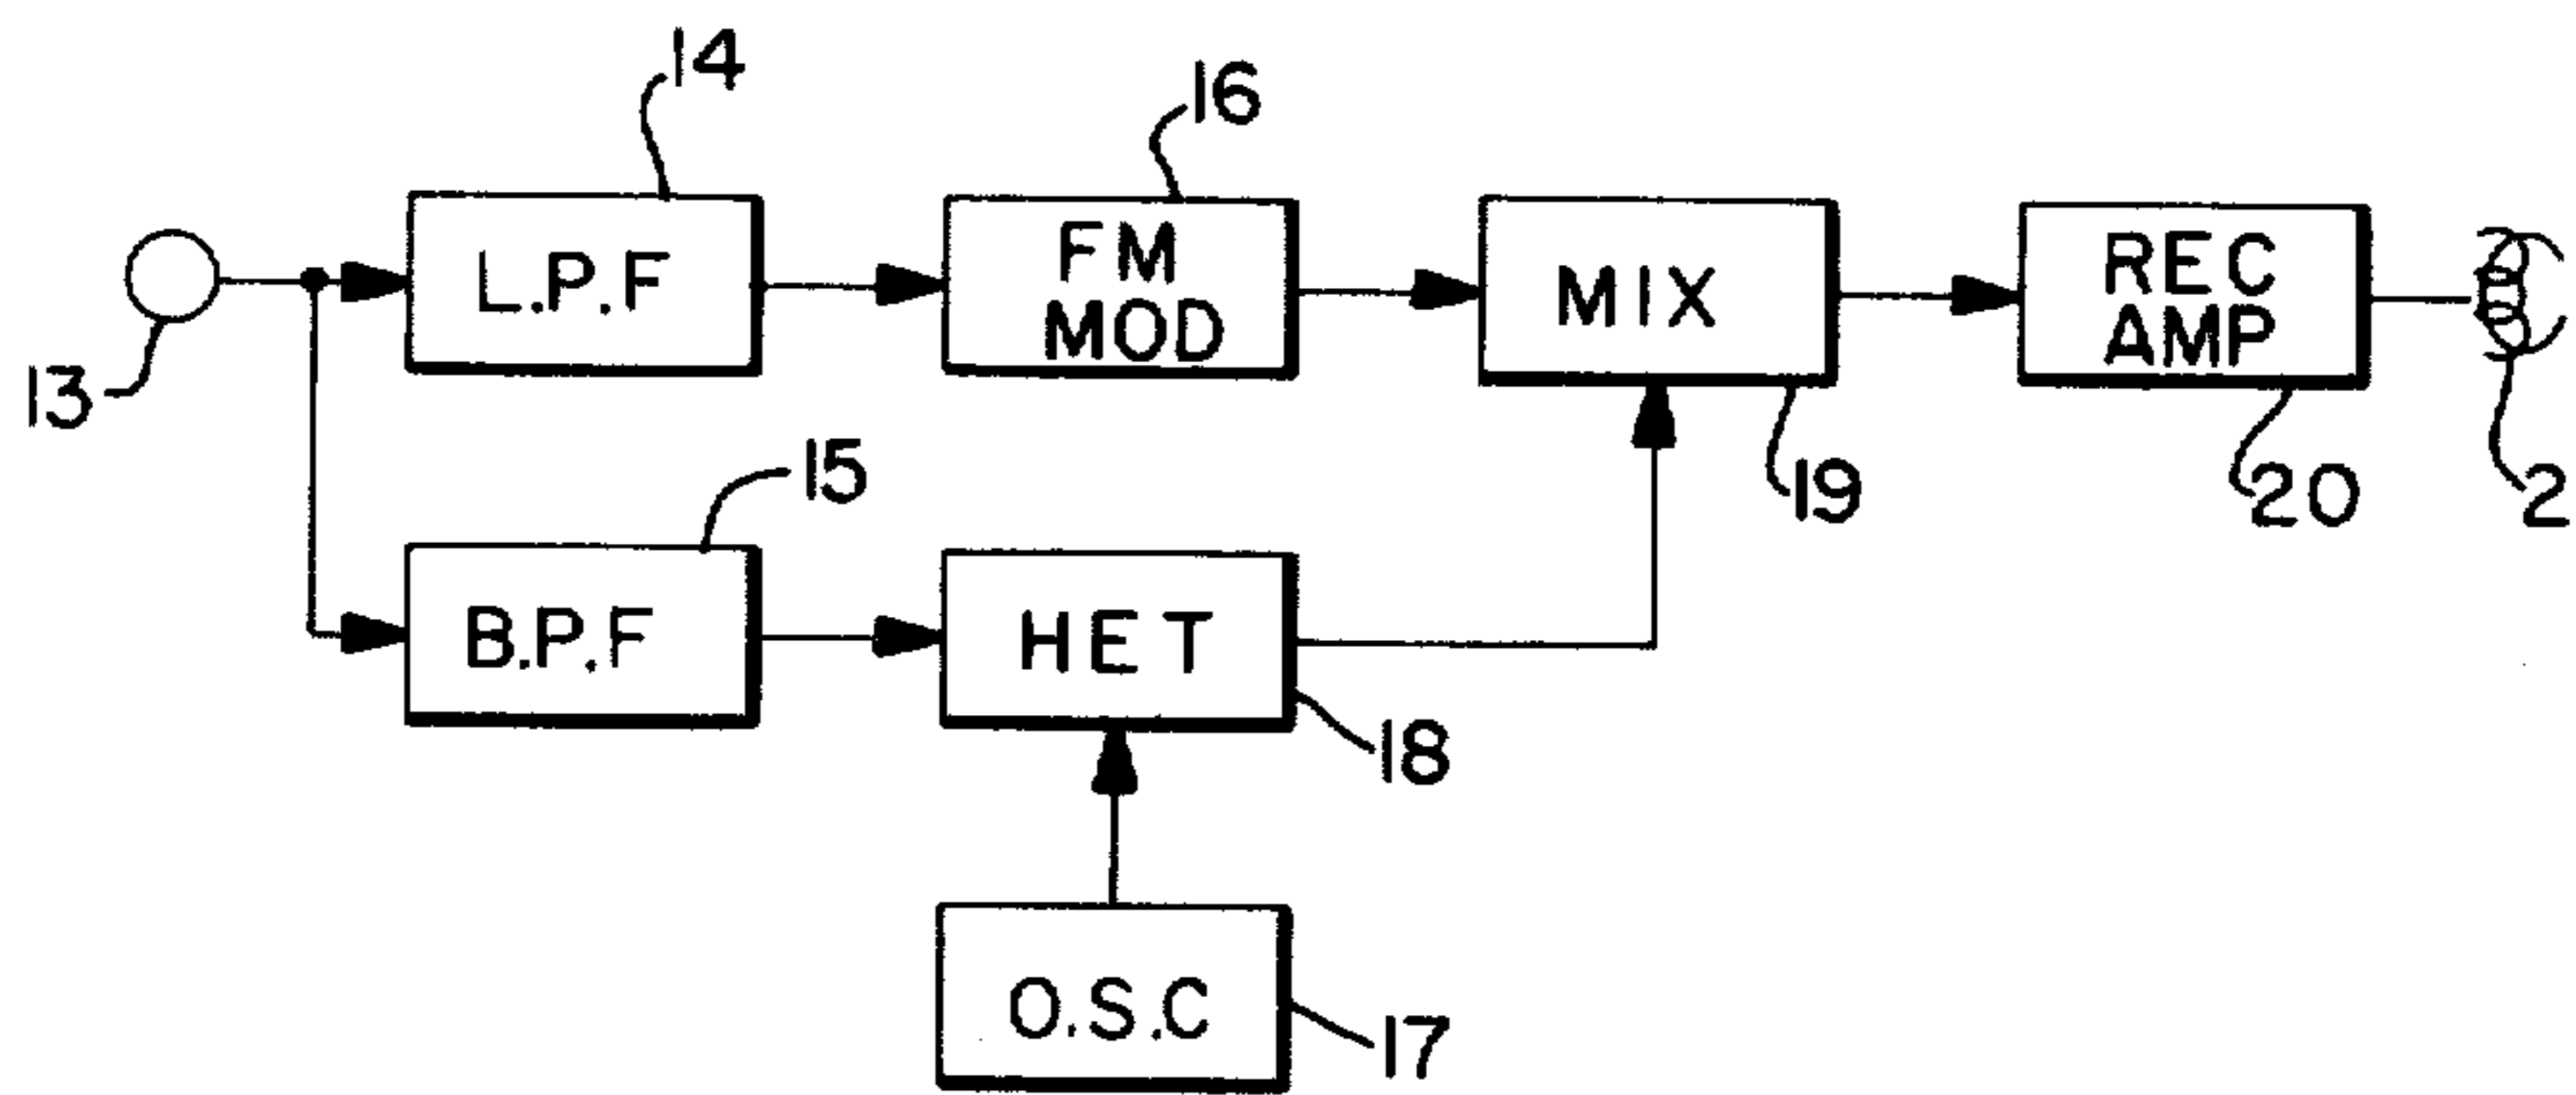 14
16
L.P.F
FM
MOD
MIX
REC
AMP
13
15
19
20
2
B.P.F
HET
18
O.S.C
17